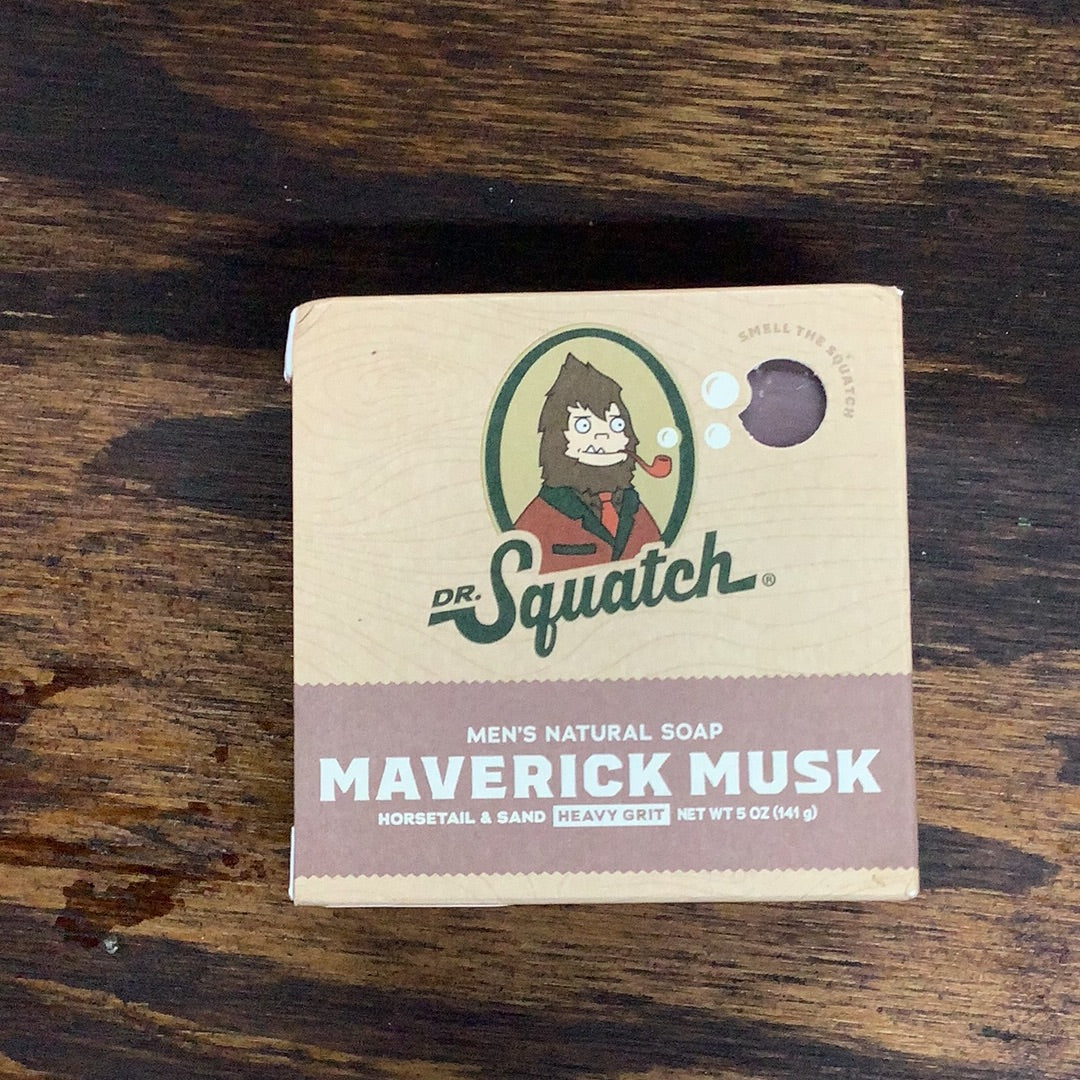 SMELL THE SQUATCH
DR. Squatch®
MEN'S NATURAL SOAP
MAVERICK MUSK
HORSETAIL & SAND HEAVY GRIT NET WT 5 OZ (141 g)